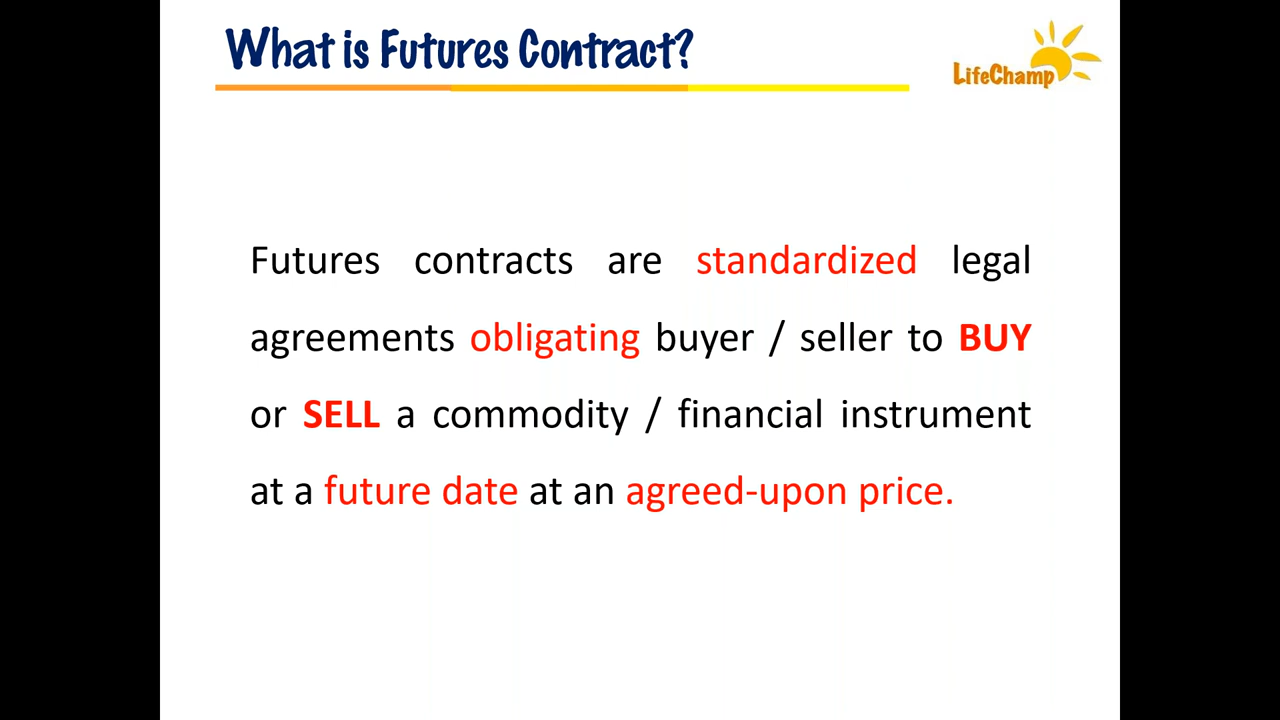 What is Futures Contract?
LifeChamp
Futures contracts are standardized legal
agreements obligating buyer / seller to BUY
or SELL a commodity / financial instrument
at a future date at an agreed-upon price.